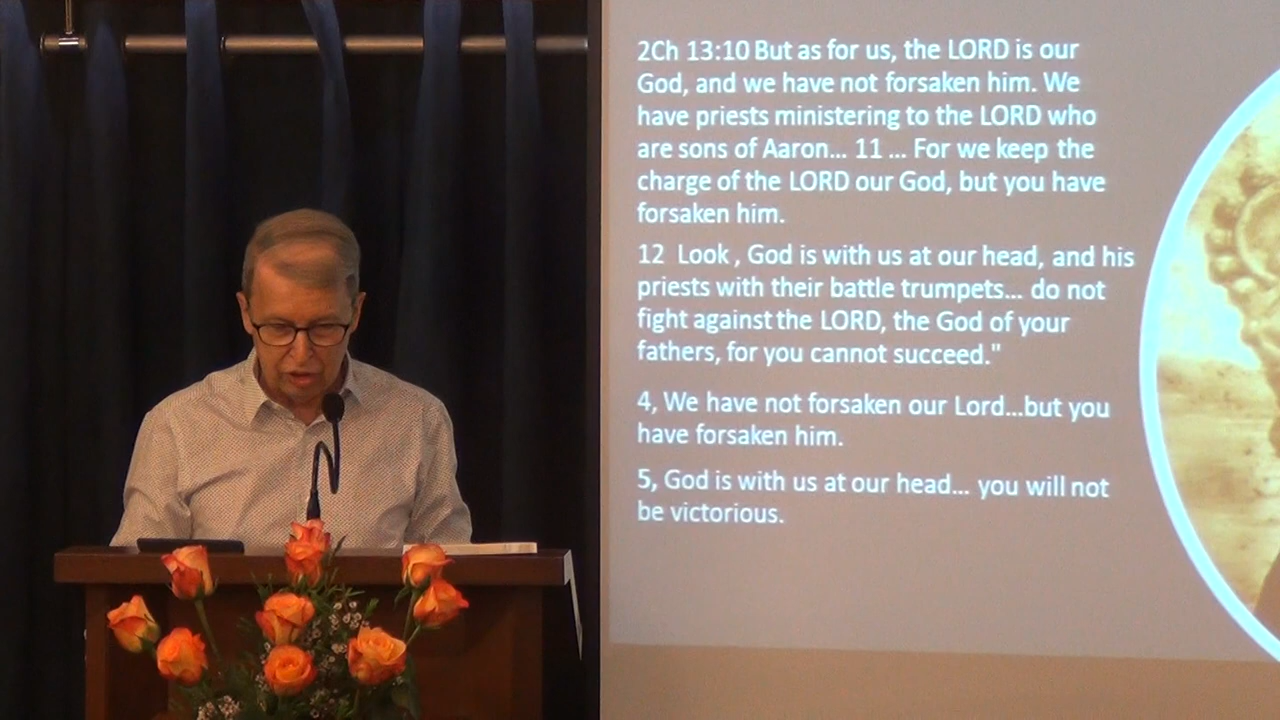 2Ch 13:10 But as for us, the LORD is our
God, and we have not forsaken him. We
have priests ministering to the LORD who
are sons of Aaron... 11 ... For we keep the
charge of the LORD our God, but you have
forsaken him.
12 Look , God is with us at our head, and his
priests with their battle trumpets... do not
fight against the LORD, the God of your
fathers, for you cannot succeed."
4, We have not forsaken our Lord...but you
have forsaken him.
5, God is with us at our head... you will not
be victorious.